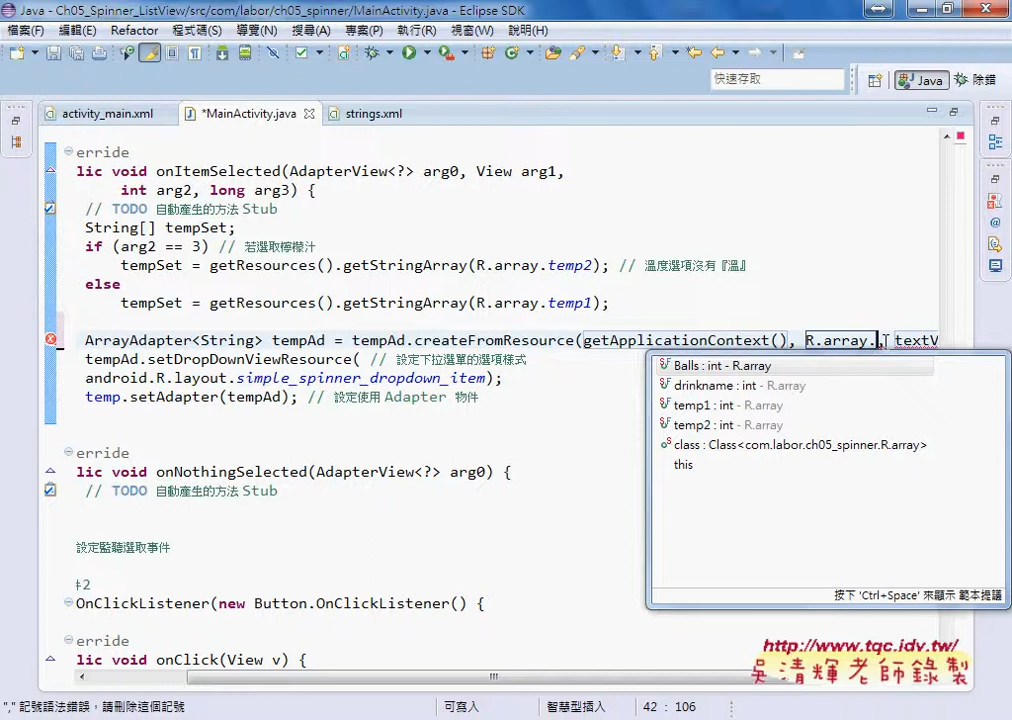 Java - Ch05_Spinner_ListView/src/com/labor/ch05_spinner/MainActivity.java - Eclipse SDK
檔案(F) 編輯(E) Refactor 程式碼(S) 導覽(N) 搜尋(A) 專案(P) 執行(R) 視窗(W) 說明(H)
快速存取 Java 除錯
activity_main.xml *MainActivity.java strings.xml
erride
lic void onItemSelected(AdapterView<?> arg0, View arg1,
int arg2, long arg3) {
// TODO 自動產生的方法 Stub
String[] tempSet;
if (arg2 == 3) // 若選取檸檬汁
tempSet = getResources().getStringArray(R.array.temp2); // 溫度選項沒有『溫』
else
tempSet = getResources().getStringArray(R.array.temp1);
ArrayAdapter<String> tempAd = tempAd.createFromResource(getApplicationContext(), R.array., textV
tempAd.setDropDownViewResource( // 設定下拉選單的選項樣式
android.R.layout.simple_spinner_dropdown_item);
temp.setAdapter(tempAd); // 設定使用 Adapter 物件
Balls : int - R.array
drinkname : int - R.array
temp1 : int - R.array
temp2 : int - R.array
class : Class<com.labor.ch05_spinner.R.array>
this
按下 'Ctrl+Space' 來顯示 範本提議
erride
lic void onNothingSelected(AdapterView<?> arg0) {
// TODO 自動產生的方法 Stub
設定監聽選取事件
2
OnClickListener(new Button.OnClickListener() {
erride
lic void onClick(View v) {
http://www.tqc.idv.tw/
吳清輝老師錄製
"," 記號語法錯誤，請刪除這個記號 可寫入 智慧型插入 42 : 106